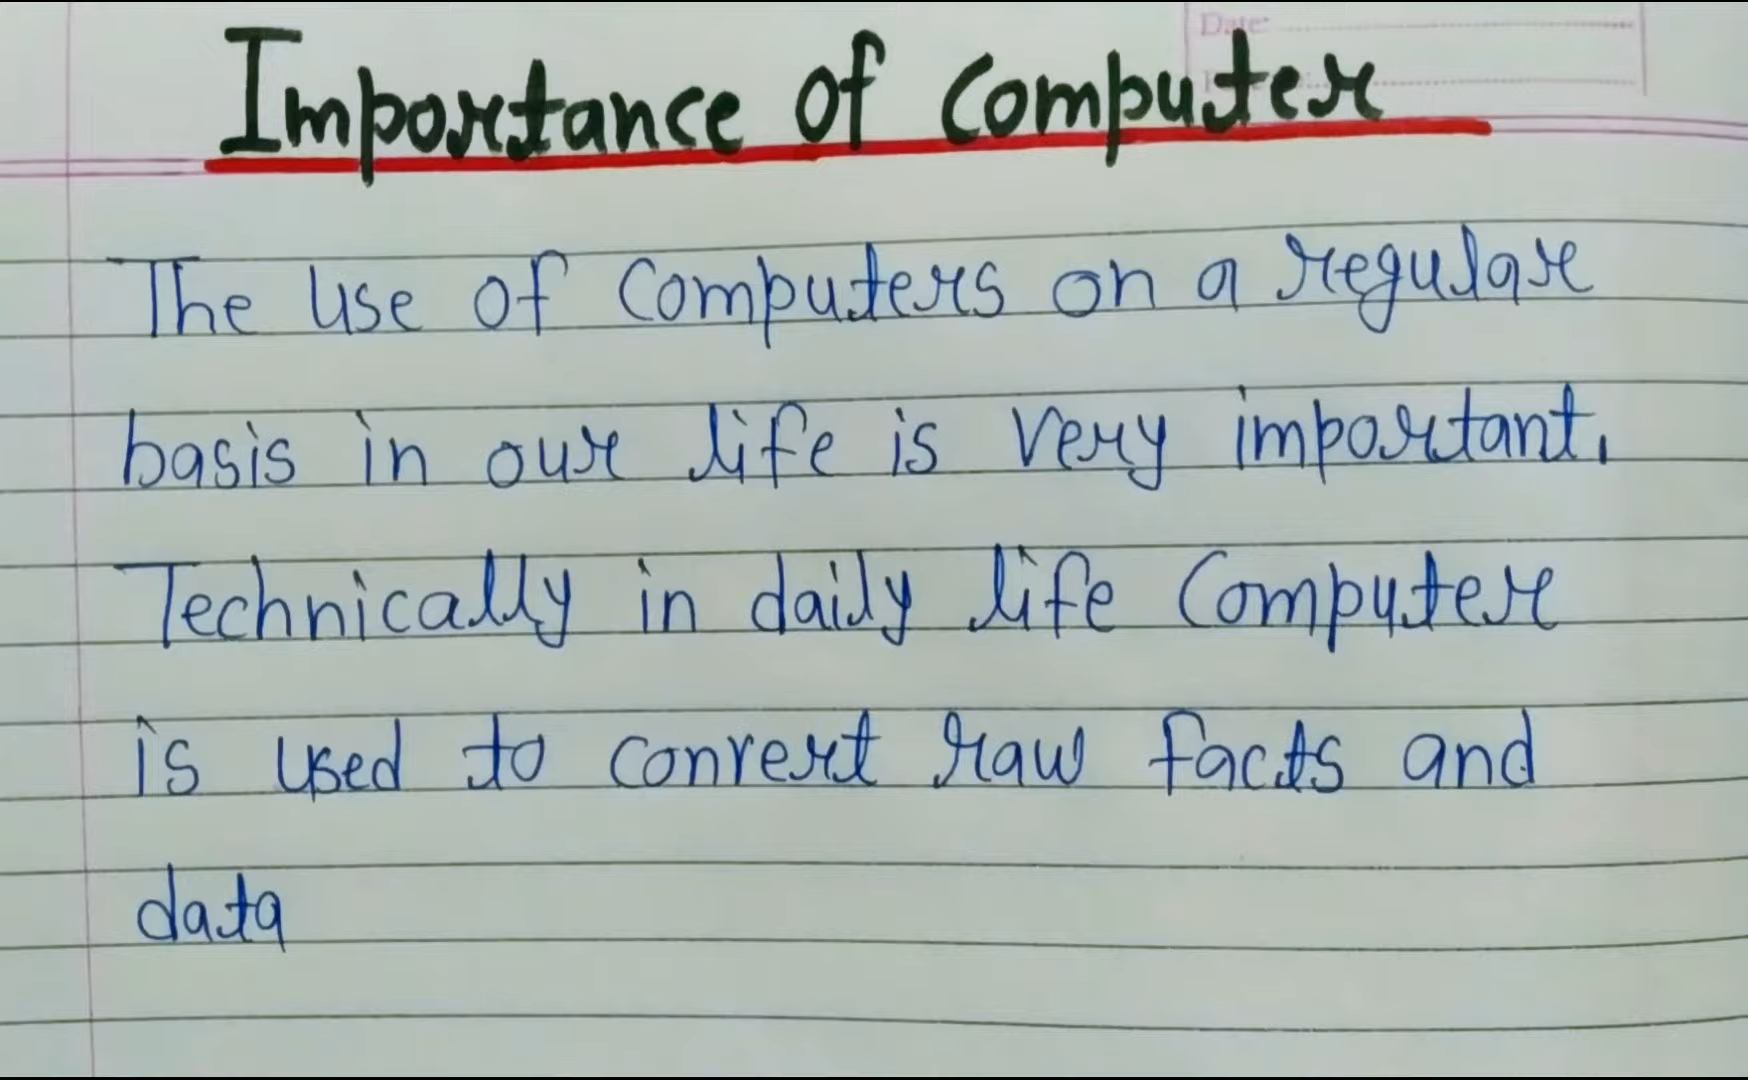 Date:
Importance of Computer
The Use of Computers on a regular
basis in our life is very important.
Technically in daily life Computer
is used to convert raw facts and
data